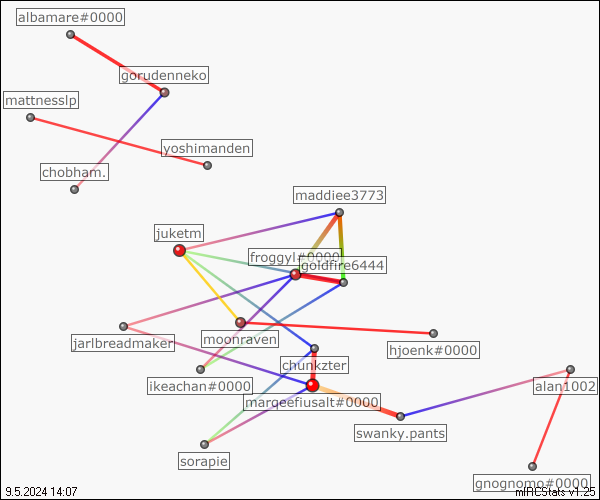 albamare#0000
gorudenneko
mattnesslp
yoshimanden
chobham.
maddiee3773
juketm
froggyl#0000
goldfire6444
moonraven
jarlbreadmaker
hjoenk#0000
chunkzter
ikeachan#0000
alan1002
marqeefiusalt#0000
swanky.pants
sorapie
gnognomo#0000
9.5.2024 14:07
mIRCStats v1.25